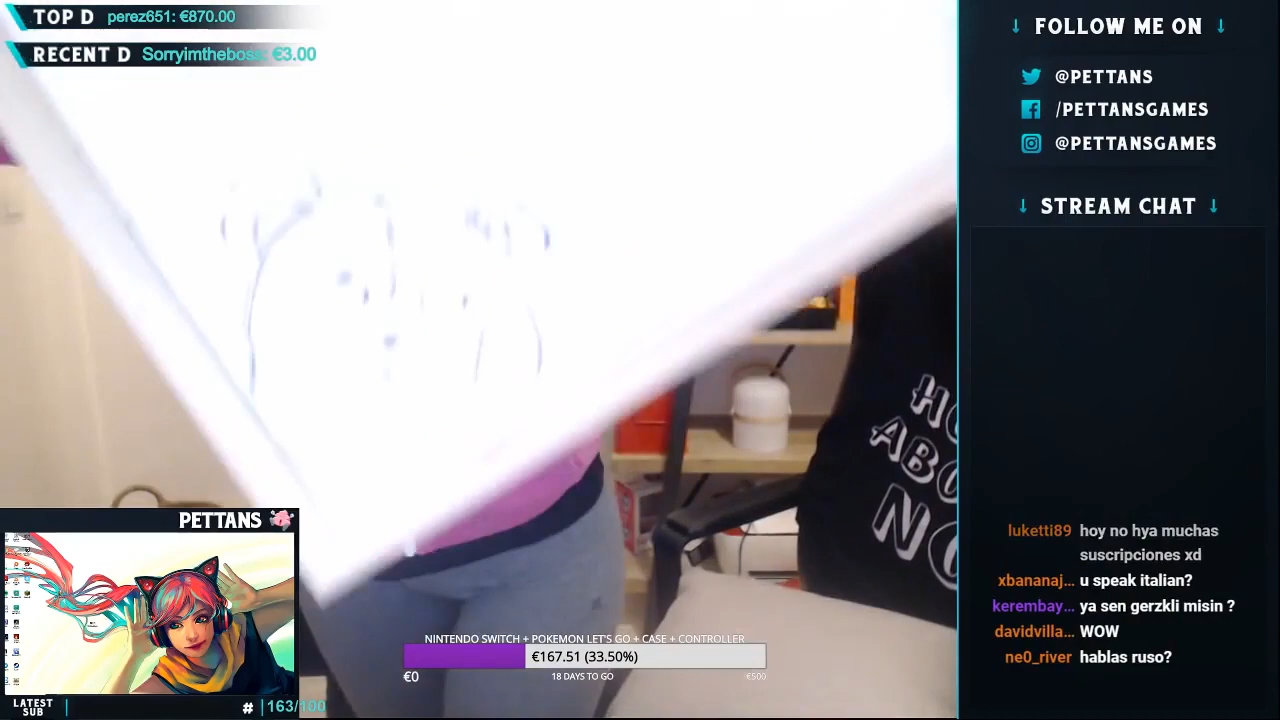 TOP D perez651: €870.00
RECENT D Sorryimtheboss: €3.00
FOLLOW ME ON
@PETTANS
/PETTANSGAMES
@PETTANSGAMES
STREAM CHAT
luketti89 hoy no hya muchas
suscripciones xd
xbananaj... u speak italian?
kerembay... ya sen gerzkli misin ?
davidvilla... WOW
ne0_river hablas ruso?
NO
PETTANS
NINTENDO SWITCH + POKEMON LET'S GO + CASE + CONTROLLER
€167.51 (33.50%)
€0 18 DAYS TO GO €500
LATEST
SUB
# 163/100